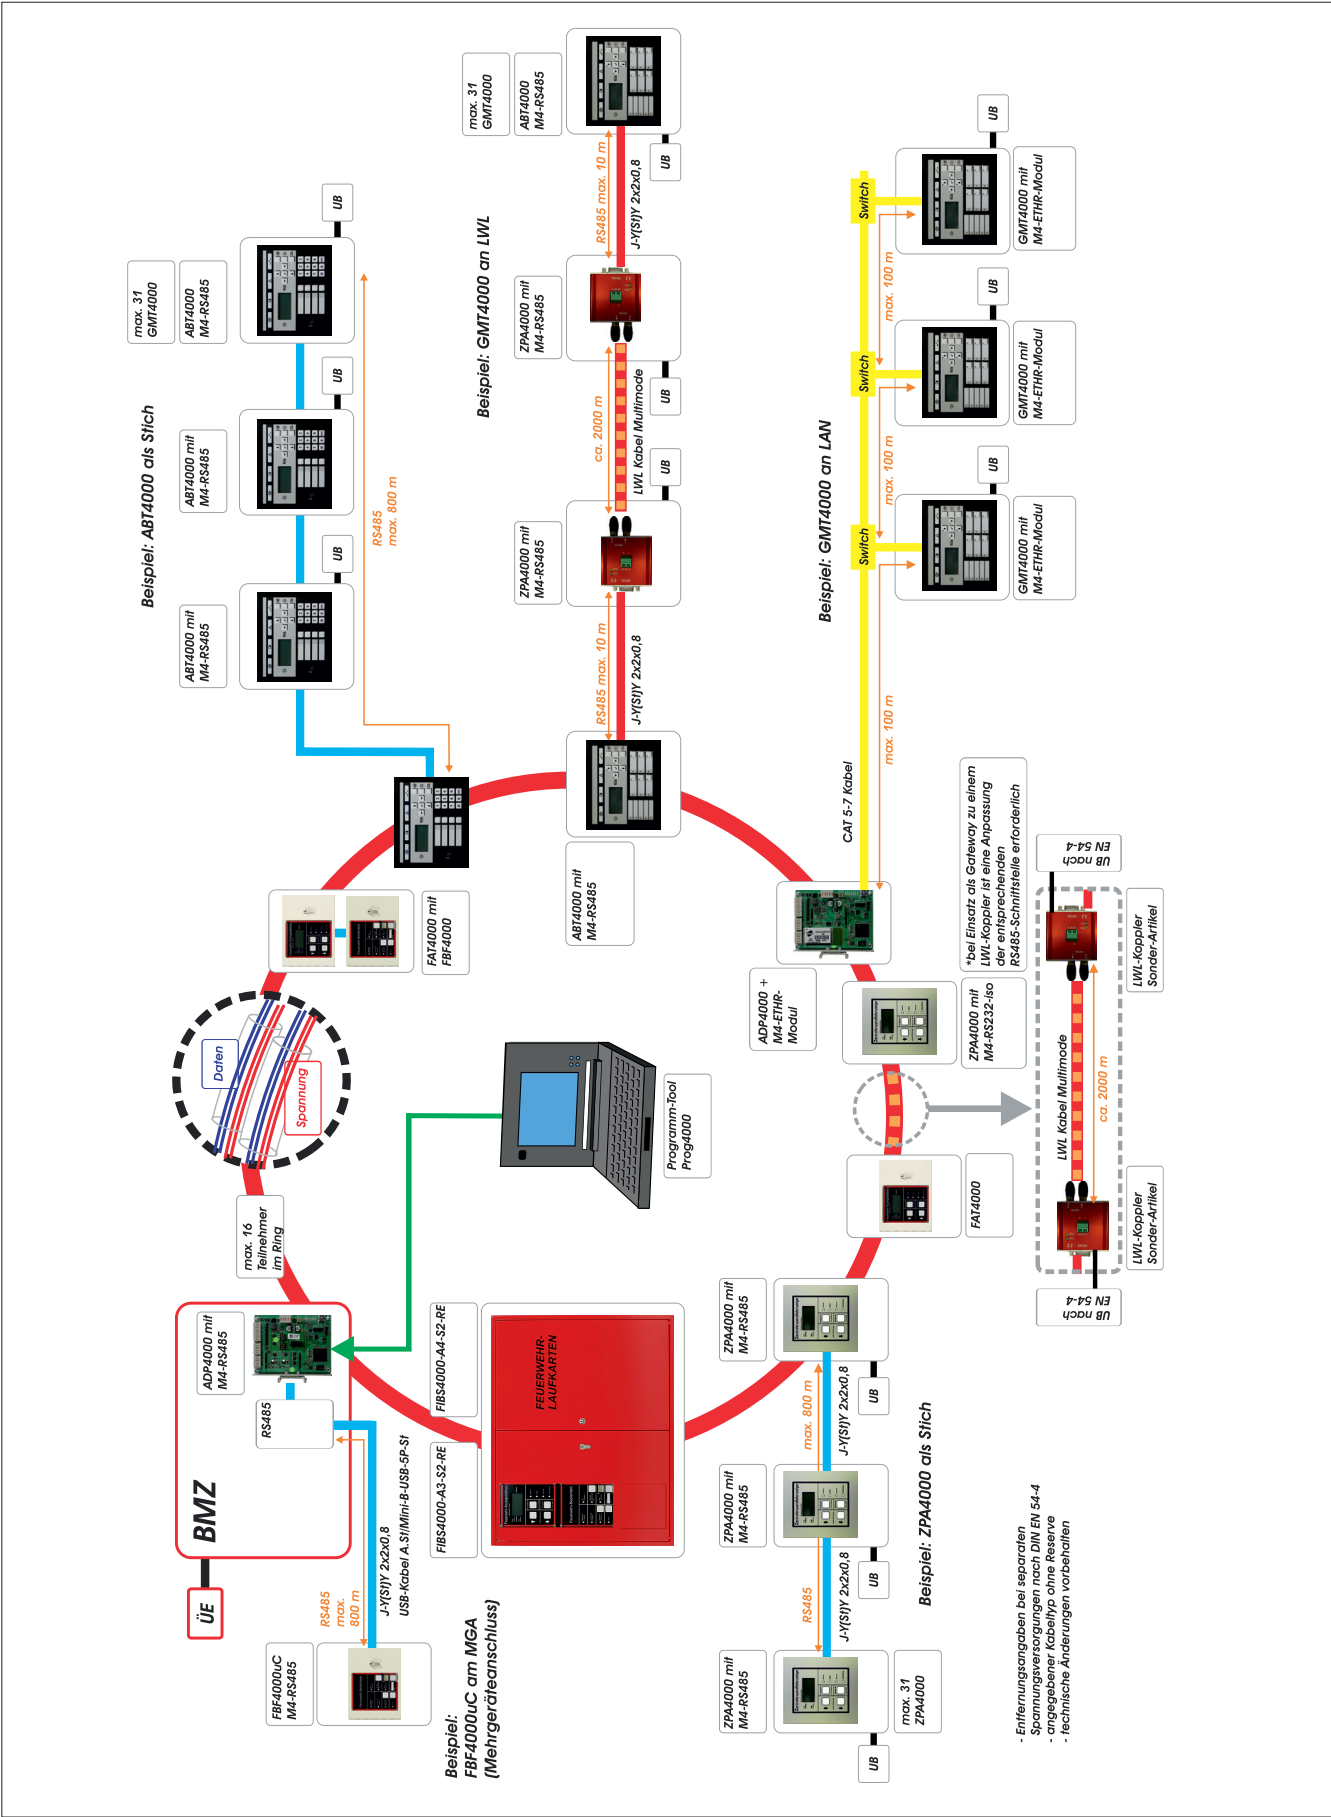 ÜE
BMZ
ADP4000 mit
M4-RS485
RS485
RS485
max.
800 m
J-Y(St)Y 2x2x0,8
USB-Kabel A.St/Mini-B-USB-5P-St
FBF4000uC
M4-RS485
Beispiel:
FBF4000uC am MGA
(Mehrgeräteanschluss)
max. 16
Teilnehmer
im Ring
Daten
Spannung
FAT4000 mit
FBF4000
Beispiel: ABT4000 als Stich
ABT4000 mit
M4-RS485
UB
ABT4000 mit
M4-RS485
UB
max. 31
GMT4000
ABT4000
M4-RS485
UB
RS485
max. 800 m
Beispiel: GMT4000 an LWL
ABT4000 mit
M4-RS485
RS485 max. 10 m
J-Y(St)Y 2x2x0,8
ZPA4000 mit
M4-RS485
UB
ca. 2000 m
LWL Kabel Multimode
ZPA4000 mit
M4-RS485
UB
RS485 max. 10 m
J-Y(St)Y 2x2x0,8
max. 31
GMT4000
ABT4000
M4-RS485
UB
Programm-Tool
Prog4000
FIBS4000-A3-S2-RE
FIBS4000-A4-S2-RE
FEUERWEHR-
LAUFKARTEN
Beispiel: GMT4000 an LAN
ADP4000 +
M4-ETHR-
Modul
CAT 5-7 Kabel
max. 100 m
Switch
max. 100 m
Switch
max. 100 m
Switch
GMT4000 mit
M4-ETHR-Modul
UB
GMT4000 mit
M4-ETHR-Modul
UB
GMT4000 mit
M4-ETHR-Modul
UB
ZPA4000 mit
M4-RS232-iso
*bei Einsatz als Gateway zu einem
LWL-Koppler ist eine Anpassung
der entsprechenden
RS485-Schnittstelle erforderlich
FAT4000
ZPA4000 mit
M4-RS485
max. 31
ZPA4000
UB
RS485
J-Y(St)Y 2x2x0,8
ZPA4000 mit
M4-RS485
UB
max. 800 m
J-Y(St)Y 2x2x0,8
ZPA4000 mit
M4-RS485
UB
Beispiel: ZPA4000 als Stich
UB nach
EN 54-4
LWL Kabel Multimode
ca. 2000 m
UB nach
EN 54-4
LWL-Koppler
Sonder-Artikel
LWL-Koppler
Sonder-Artikel
- Entfernungsangaben bei separaten
Spannungsversorgungen nach DIN EN 54-4
- angegebener Kabeltyp ohne Reserve
- technische Änderungen vorbehalten